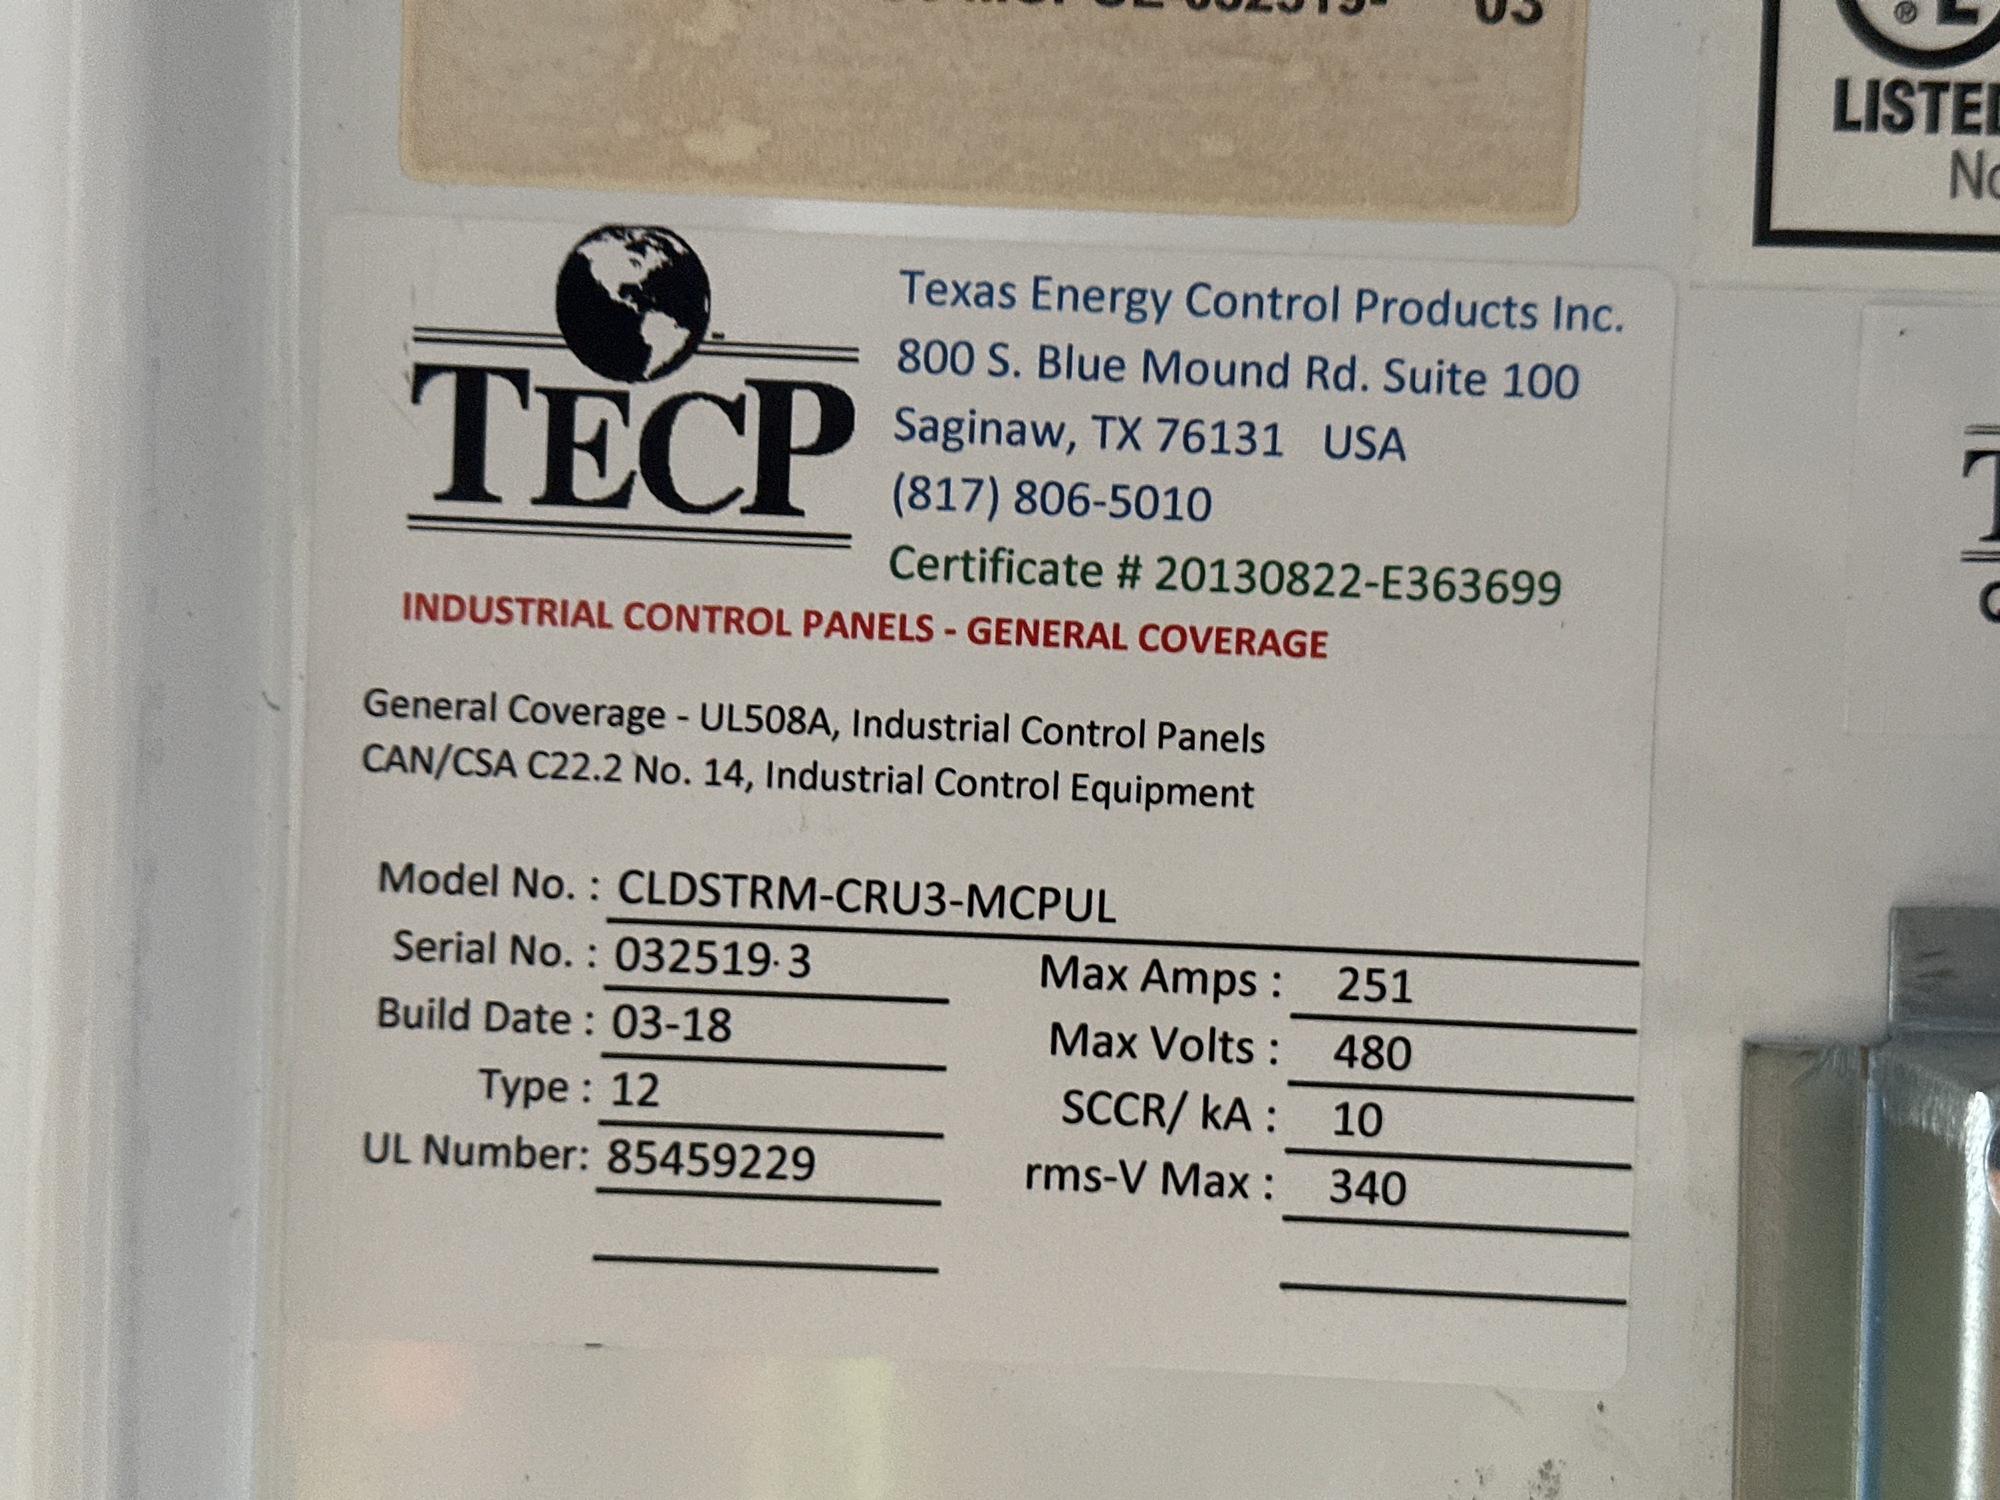 03
LISTED
TECP
Texas Energy Control Products Inc.
800 S. Blue Mound Rd. Suite 100
Saginaw, TX 76131 USA
(817) 806-5010
Certificate # 20130822-E363699
INDUSTRIAL CONTROL PANELS - GENERAL COVERAGE
General Coverage - UL508A, Industrial Control Panels
CAN/CSA C22.2 No. 14, Industrial Control Equipment
Model No. : CLDSTRM-CRU3-MCPUL
Serial No. : 032519-3
Build Date : 03-18
Type : 12
UL Number: 85459229
Max Amps : 251
Max Volts : 480
SCCR/ kA : 10
rms-V Max : 340